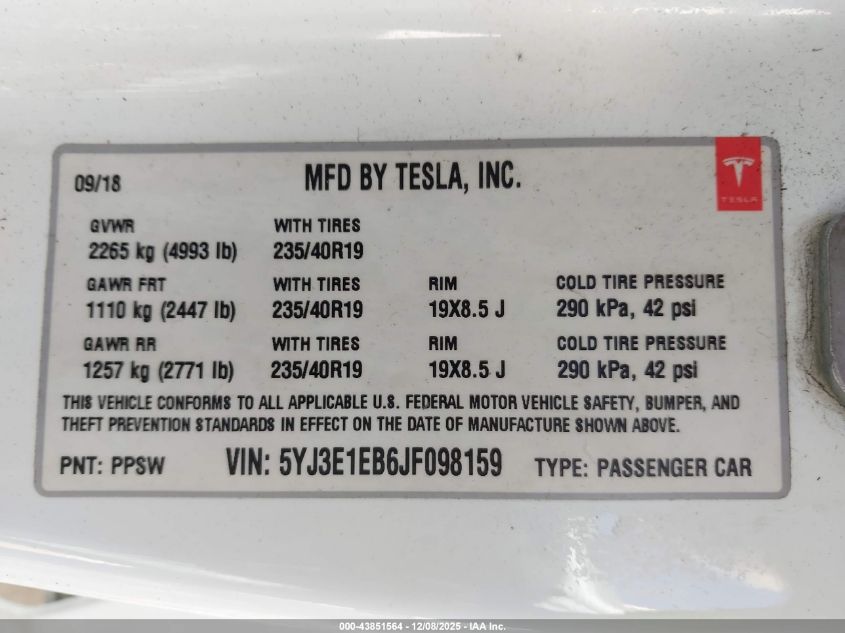 09/18 MFD BY TESLA, INC.
TESLA
GVWR WITH TIRES
2265 kg (4993 lb) 235/40R19
GAWR FRT WITH TIRES RIM COLD TIRE PRESSURE
1110 kg (2447 lb) 235/40R19 19X8.5 J 290 kPa, 42 psi
GAWR RR WITH TIRES RIM COLD TIRE PRESSURE
1257 kg (2771 lb) 235/40R19 19X8.5 J 290 kPa, 42 psi
THIS VEHICLE CONFORMS TO ALL APPLICABLE U.S. FEDERAL MOTOR VEHICLE SAFETY, BUMPER, AND
THEFT PREVENTION STANDARDS IN EFFECT ON THE DATE OF MANUFACTURE SHOWN ABOVE.
PNT: PPSW VIN: 5YJ3E1EB6JF098159 TYPE: PASSENGER CAR
000-43851564 - 12/08/2025 - IAA Inc.